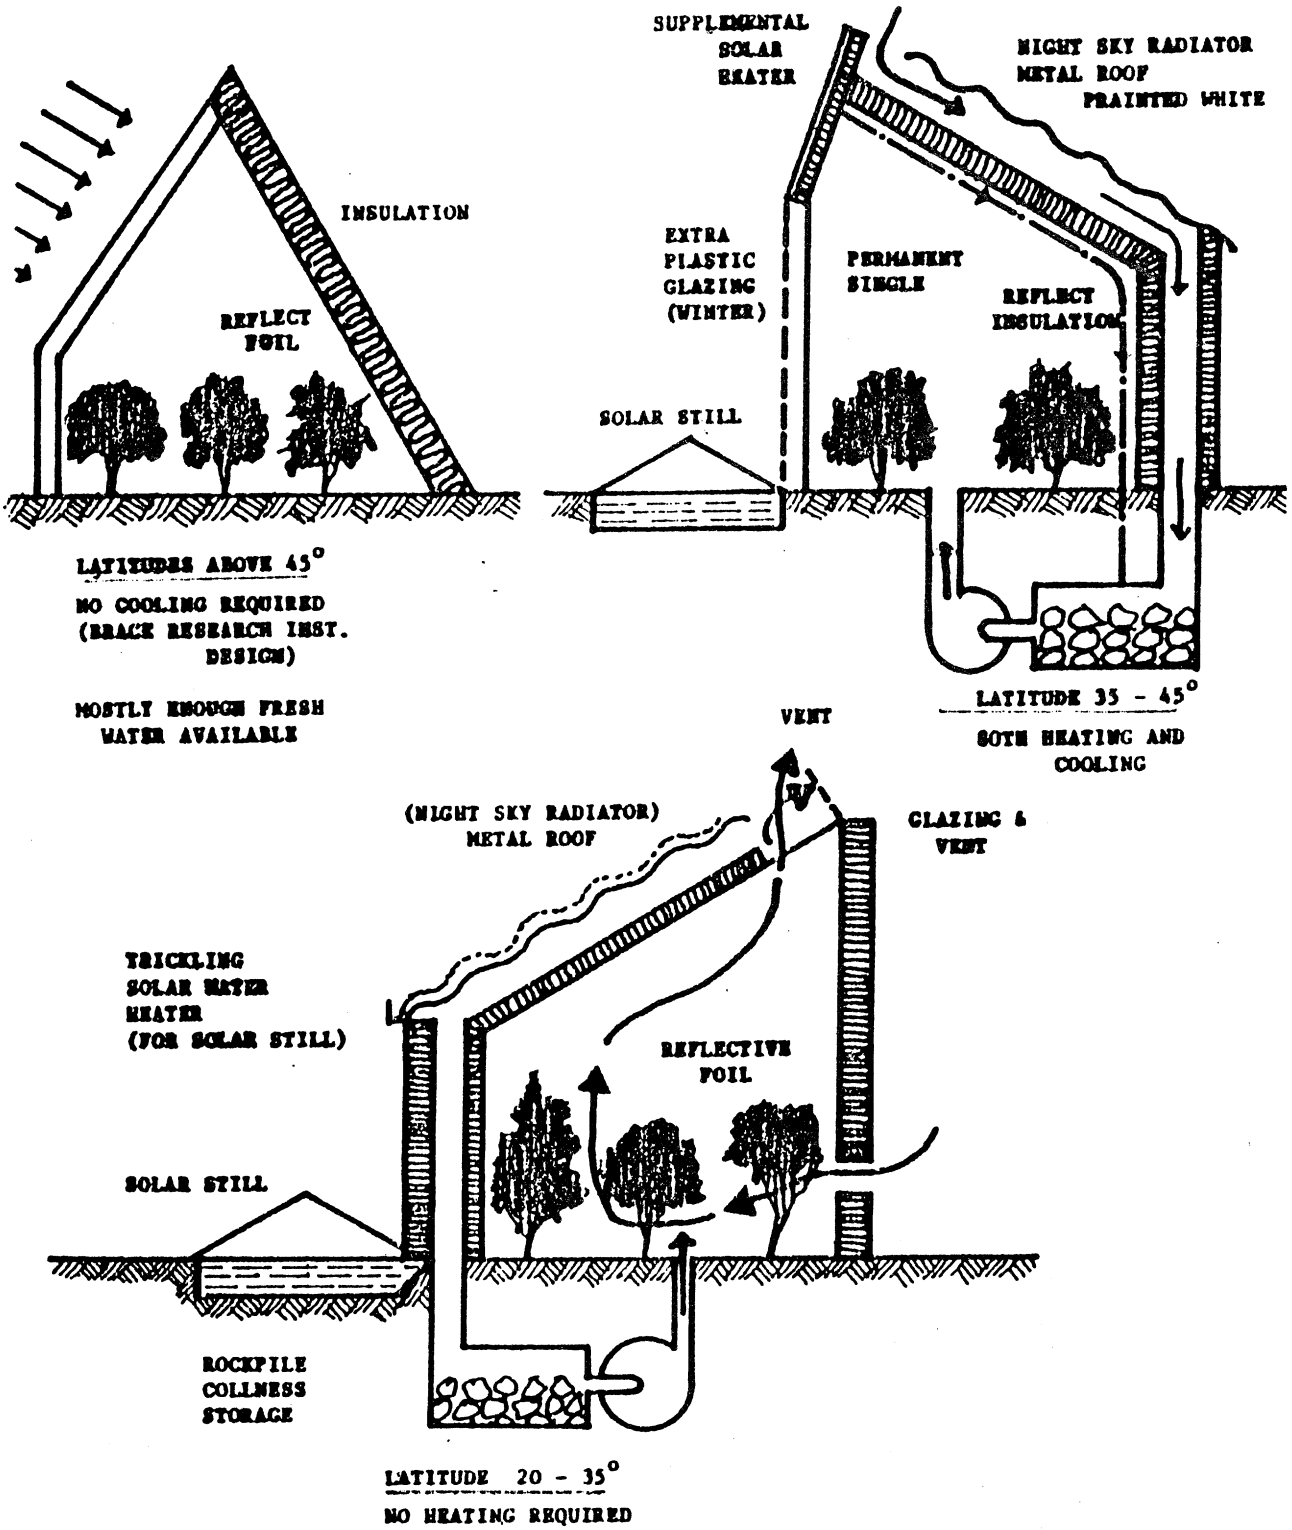 INSULATION
REFLECT
FOIL
LATITUDES ABOVE 45°
NO COOLING REQUIRED
(BRACE RESEARCH INST.
DESIGN)
MOSTLY ENOUGH FRESH
WATER AVAILABLE
SUPPLEMENTAL
SOLAR
HEATER
NIGHT SKY RADIATOR
METAL ROOF
PRAINTED WHITE
EXTRA
PLASTIC
GLAZING
(WINTER)
PERMANENT
SINGLE
REFLECT
INSULATION
SOLAR STILL
LATITUDE 35 - 45°
BOTH HEATING AND
COOLING
VENT
(NIGHT SKY RADIATOR)
METAL ROOF
GLAZING &
VENT
TRICKLING
SOLAR WATER
HEATER
(FOR SOLAR STILL)
REFLECTIVE
FOIL
SOLAR STILL
ROCKPILE
COLLNESS
STORAGE
LATITUDE 20 - 35°
NO HEATING REQUIRED